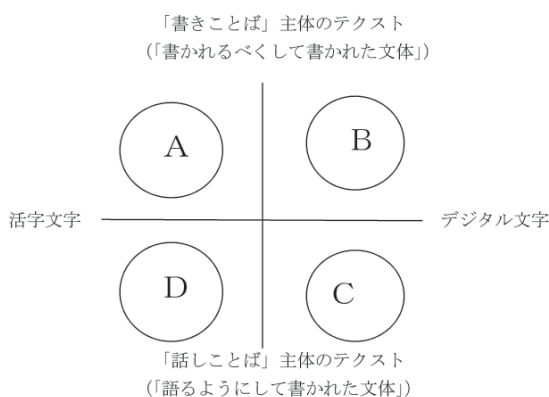 「書きことば」主体のテクスト
(「書かれるべくして書かれた文体」)
A
B
活字文字
デジタル文字
D
C
「話しことば」主体のテクスト
(「語るようにして書かれた文体」)